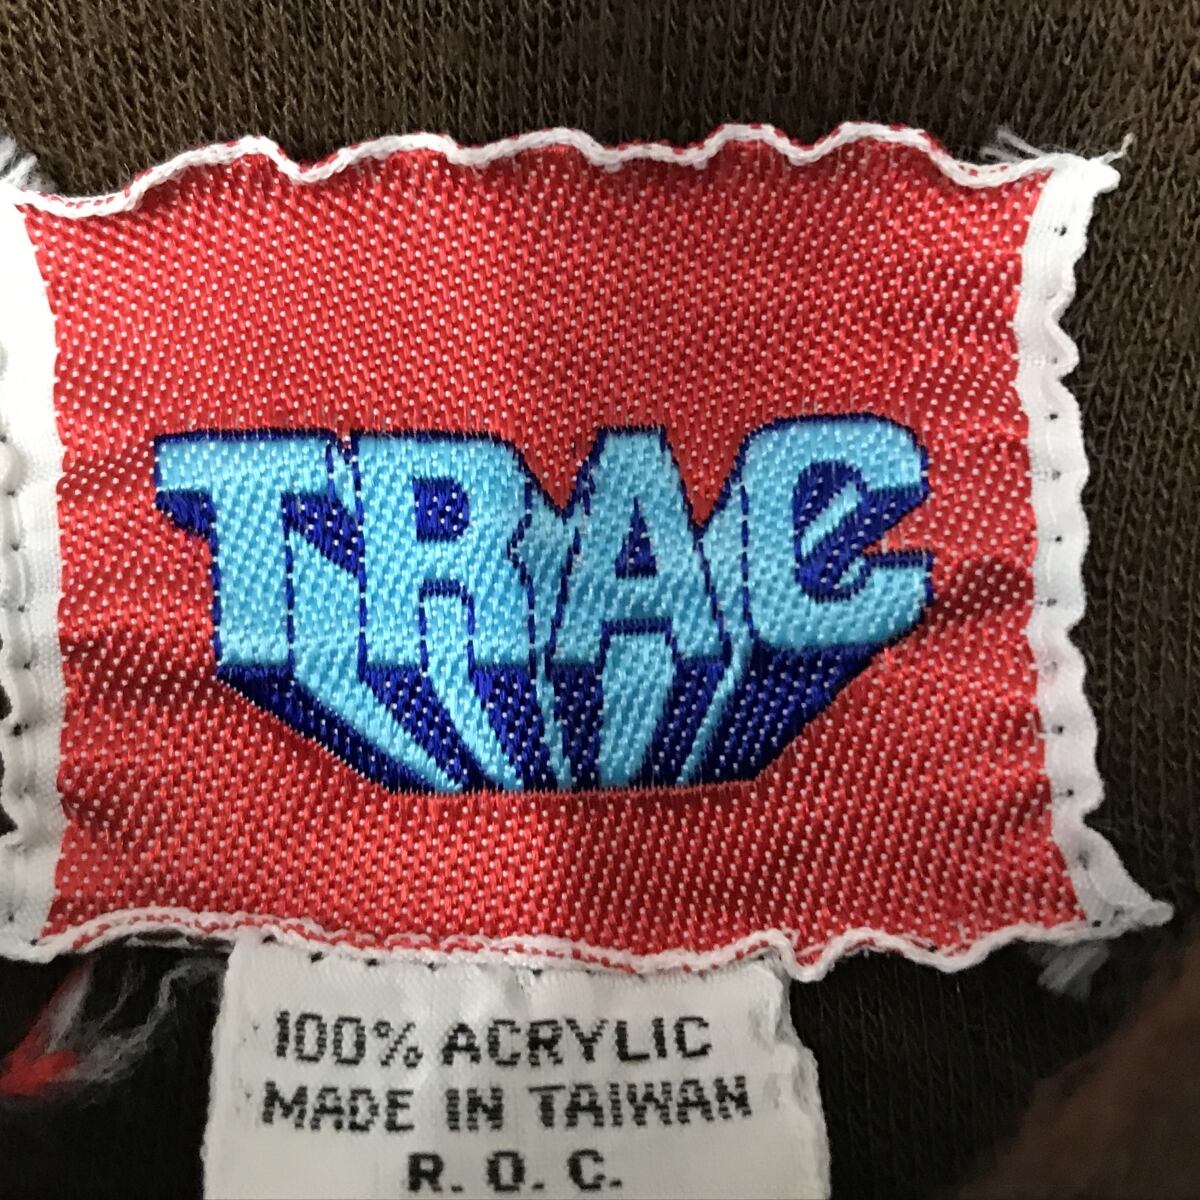 TRAC
100% ACRYLIC
MADE IN TAIWAN
R. O. C.